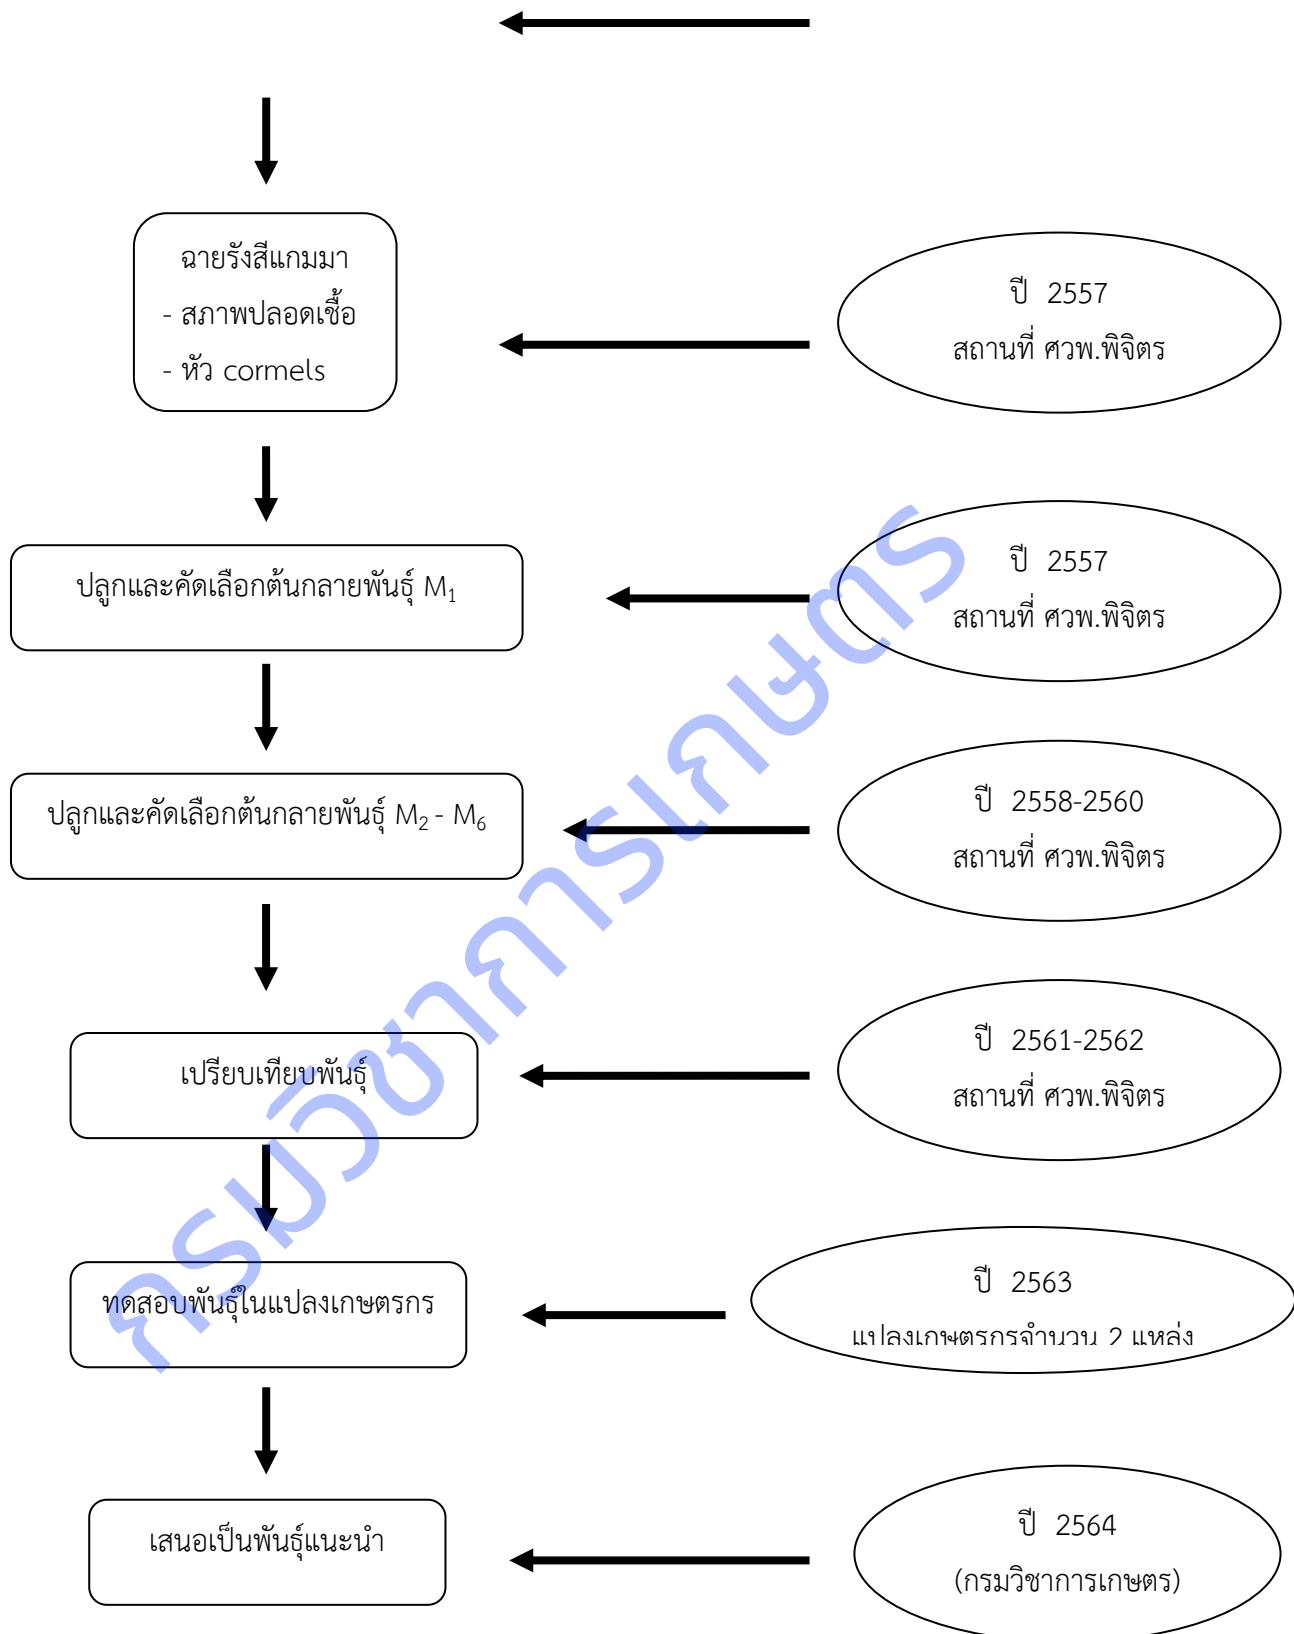 ฉายรังสีแกมมา
- สภาพปลอดเชื้อ
- หัว cormels
ปี 2557
สถานที่ ศวพ.พิจิตร
ปลูกและคัดเลือกต้นกลายพันธุ์ M₁
ปี 2557
สถานที่ ศวพ.พิจิตร
ปลูกและคัดเลือกต้นกลายพันธุ์ M₂ - M₆
ปี 2558-2560
สถานที่ ศวพ.พิจิตร
เปรียบเทียบพันธุ์
ปี 2561-2562
สถานที่ ศวพ.พิจิตร
ทดสอบพันธุ์ในแปลงเกษตรกร
ปี 2563
แปลงเกษตรกรจำนวน 2 แหล่ง
เสนอเป็นพันธุ์แนะนำ
ปี 2564
(กรมวิชาการเกษตร)
กรมวิชาการเกษตร